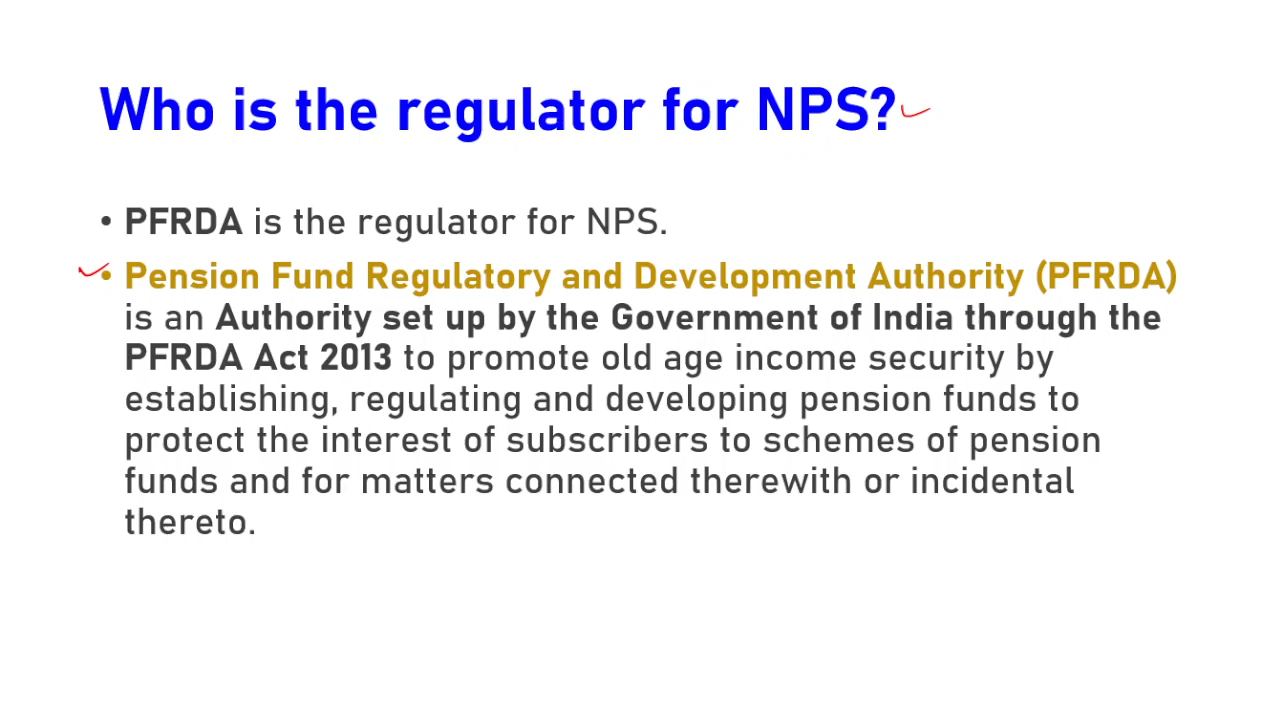 Who is the regulator for NPS?
• PFRDA is the regulator for NPS.
• Pension Fund Regulatory and Development Authority (PFRDA)
is an Authority set up by the Government of India through the
PFRDA Act 2013 to promote old age income security by
establishing, regulating and developing pension funds to
protect the interest of subscribers to schemes of pension
funds and for matters connected therewith or incidental
thereto.